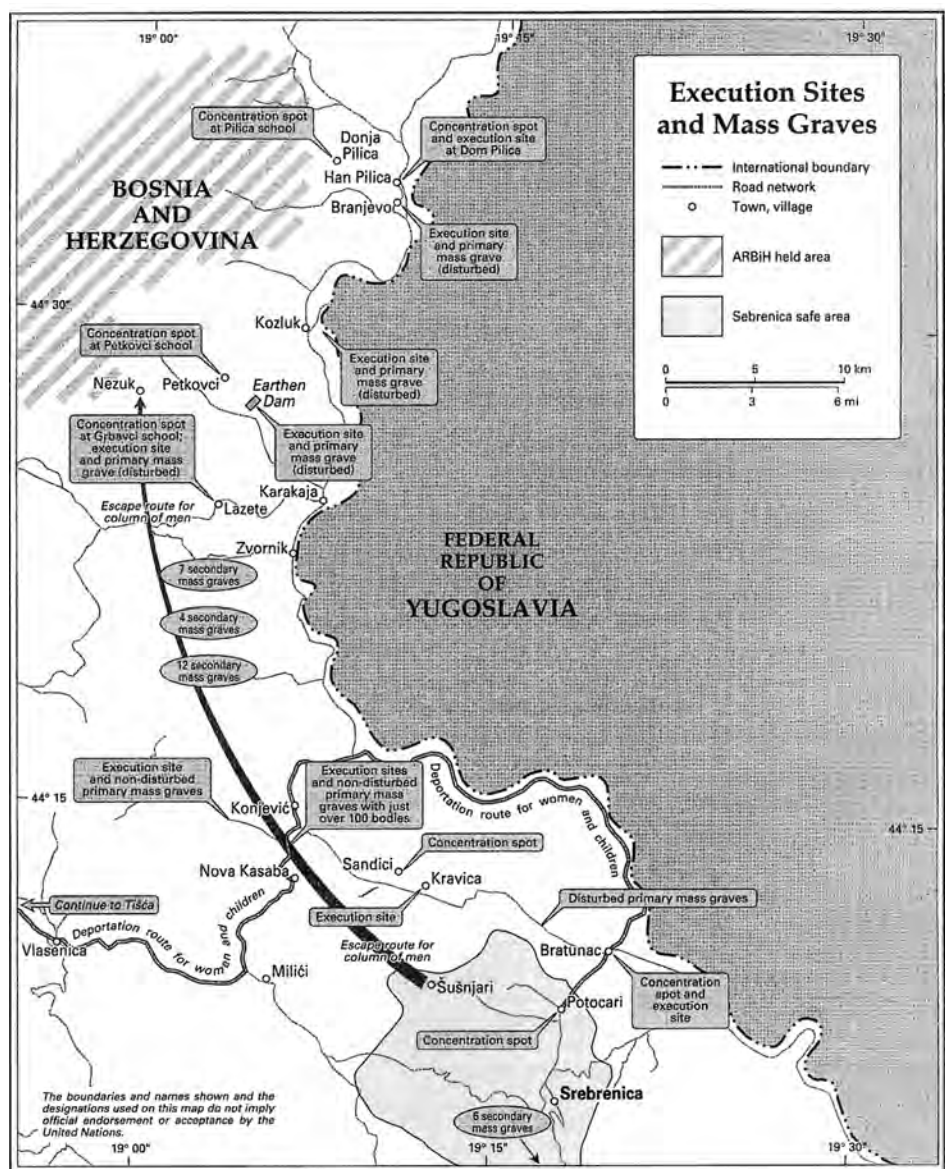 19° 00"
19° 15"
19° 30"
Execution Sites
and Mass Graves
International boundary
Road network
Town, village
ARBiH held area
Sebrenica safe area
0 5 10 km
0 3 6 mi
Concentration spot
at Pilica school
Donja
Pilica
Concentration spot
and execution site
at Dom Pilica
Han Pilica
Branjevo
BOSNIA
AND
HERZEGOVINA
Execution site
and primary
mass grave
(disturbed)
44° 30"
Kozluk
Concentration spot
at Petkovci school
Execution site
and primary
mass grave
(disturbed)
Nezuk
Petkovci
Earthen
Dam
Concentration spot
at Grbavci school;
execution site
and primary mass
grave (disturbed)
Execution site
and primary
mass grave
(disturbed)
Karakaja
Lazete
Escape route for
column of men
Zvornik
FEDERAL
REPUBLIC
OF
YUGOSLAVIA
7 secondary
mass graves
4 secondary
mass graves
12 secondary
mass graves
Execution site
and non-disturbed
primary mass graves
Execution sites
and non-disturbed
primary mass
graves with just
over 100 bodies.
Deportation route for women and children
44° 15"
44° 15"
Konjević
Concentration spot
Sandici
Nova Kasaba
Kravica
Execution site
Disturbed primary mass graves
Continue to Tišća
Deportation route for women and children
Vlasenica
Escape route for
column of men
Bratunac
Milići
Šušnjari
Concentration
spot and
execution
site
Potocari
Concentration spot
Srebrenica
6 secondary
mass graves
The boundaries and names shown and the
designations used on this map do not imply
official endorsement or acceptance by the
United Nations.
19° 00"
19° 15"
19° 30"